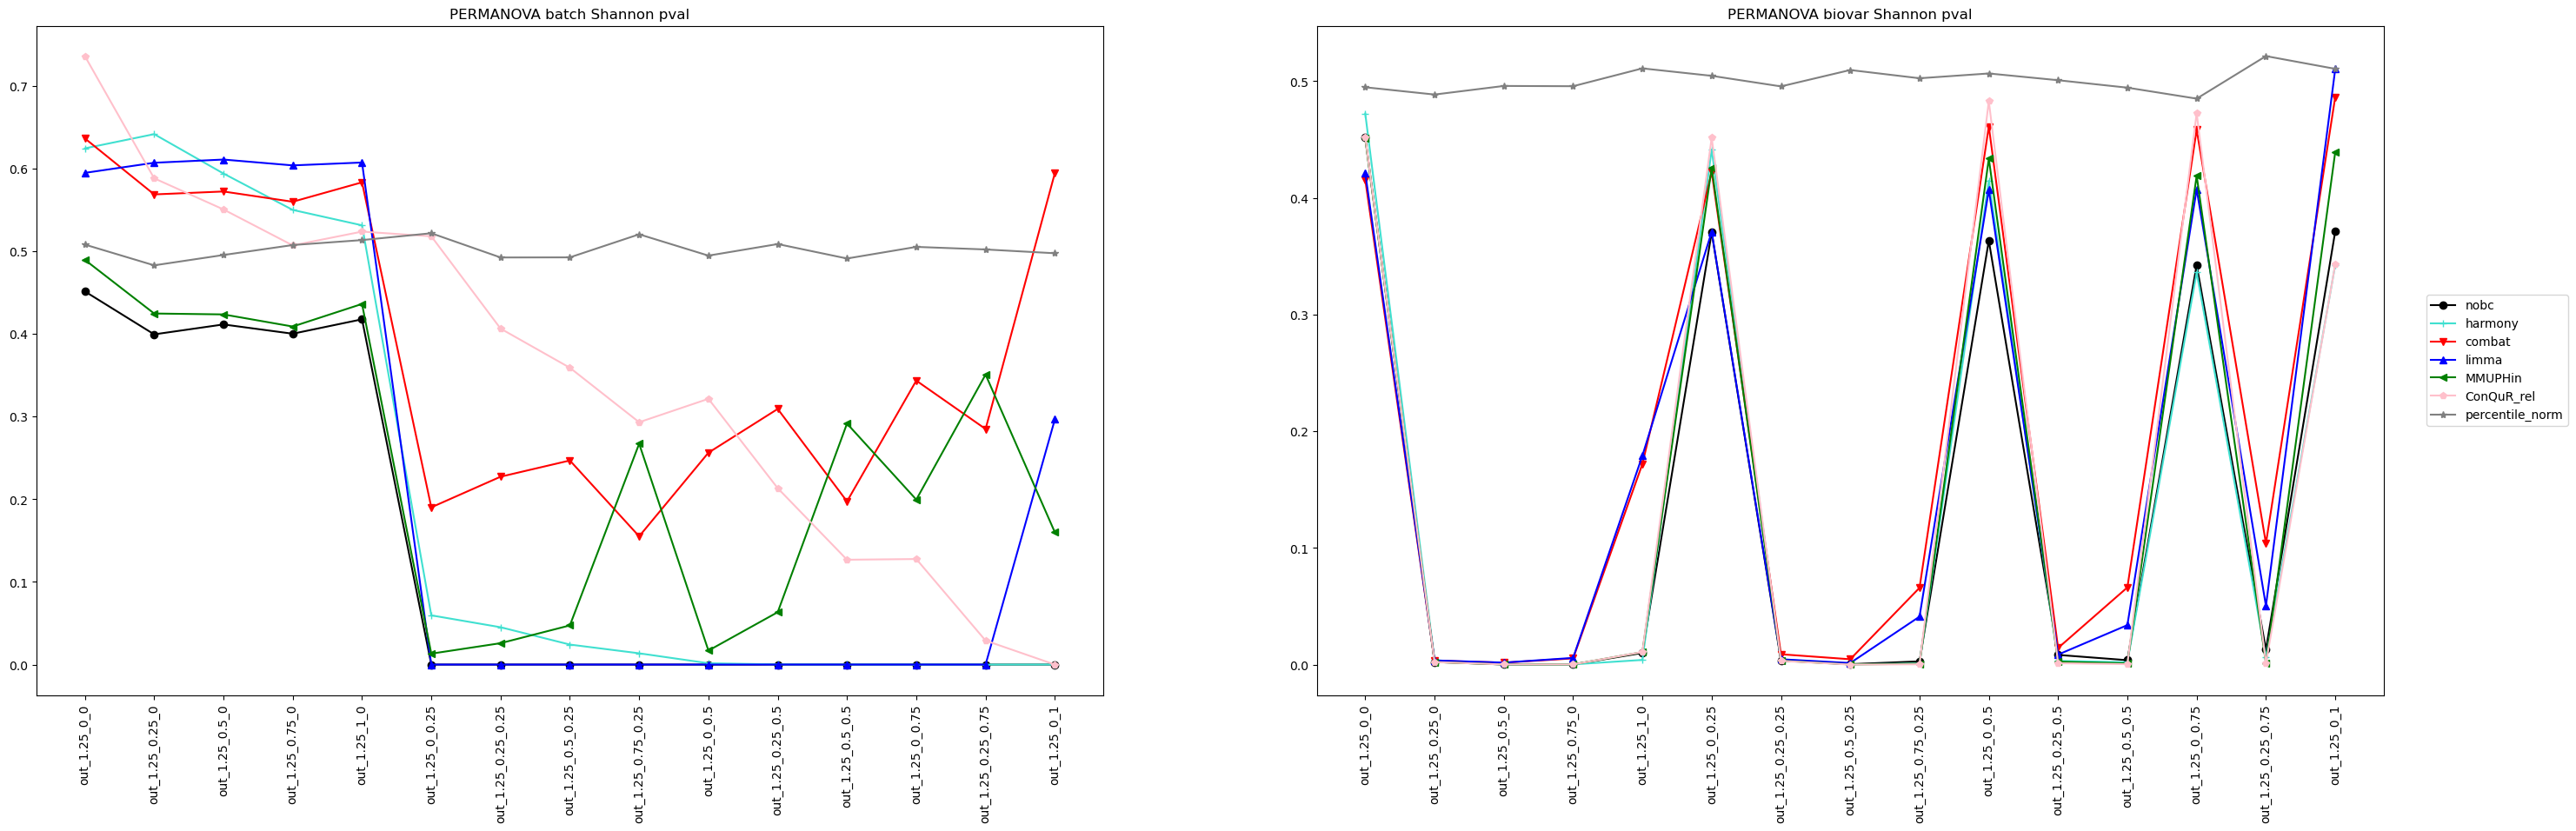 PERMANOVA batch Shannon pval
0.7
0.6
0.5
0.4
0.3
0.2
0.1
0.0
out_1.25_0_0
out_1.25_0.25_0
out_1.25_0.5_0
out_1.25_0.75_0
out_1.25_1_0
out_1.25_0_0.25
out_1.25_0.25_0.25
out_1.25_0.5_0.25
out_1.25_0.75_0.25
out_1.25_0_0.5
out_1.25_0.25_0.5
out_1.25_0.5_0.5
out_1.25_0_0.75
out_1.25_0.25_0.75
out_1.25_0_1
PERMANOVA biovar Shannon pval
0.5
0.4
0.3
0.2
0.1
0.0
out_1.25_0_0
out_1.25_0.25_0
out_1.25_0.5_0
out_1.25_0.75_0
out_1.25_1_0
out_1.25_0_0.25
out_1.25_0.25_0.25
out_1.25_0.5_0.25
out_1.25_0.75_0.25
out_1.25_0_0.5
out_1.25_0.25_0.5
out_1.25_0.5_0.5
out_1.25_0_0.75
out_1.25_0.25_0.75
out_1.25_0_1
nobc
harmony
combat
limma
MMUPHin
ConQuR_rel
percentile_norm